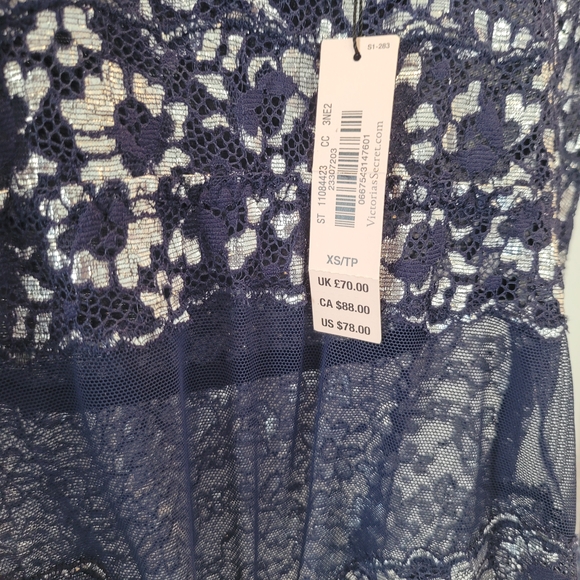 S1-263
ST 11084423 CC 3NE2
23307203
0667543147601
VictoriasSecret.com
XS/TP
UK £70.00
CA $88.00
US $78.00